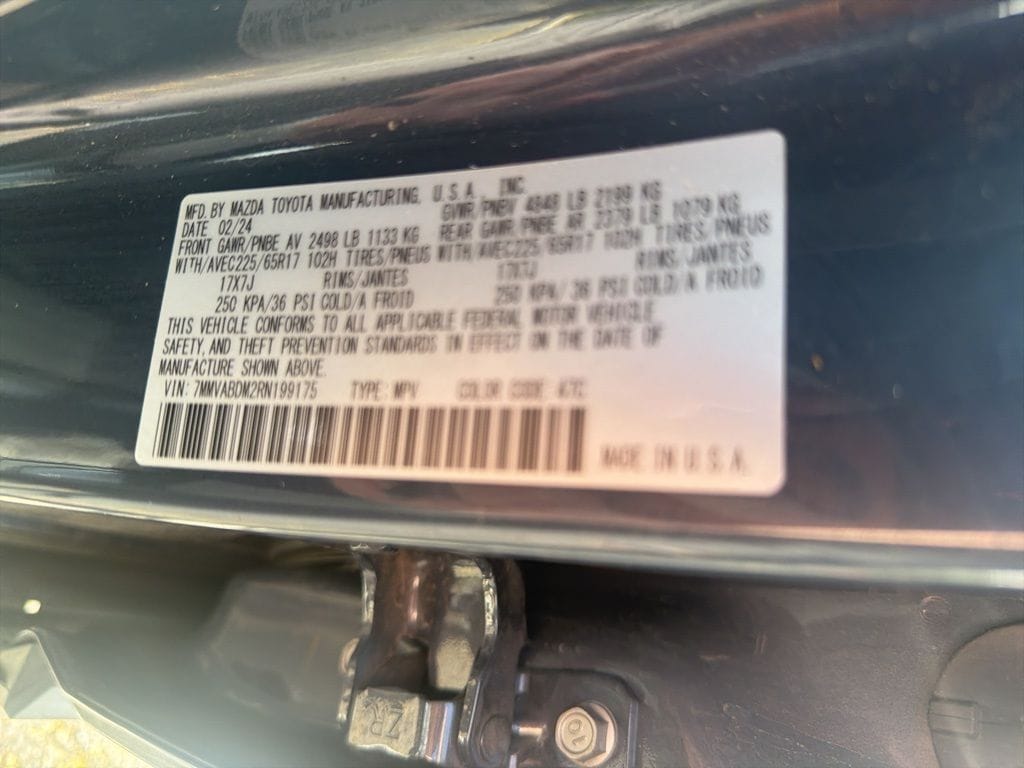 MFD. BY MAZDA TOYOTA MANUFACTURING, U.S.A., INC.
DATE 02/24 GVWR/PNBV 4848 LB 2199 KG
FRONT GAWR/PNBE AV 2498 LB 1133 KG REAR GAWR/PNBE AR 2379 LB 1079 KG
WITH/AVEC225/65R17 102H TIRES/PNEUS WITH/AVEC225/65R17 102H TIRES/PNEUS
17X7J RIMS/JANTES 17X7J RIMS/JANTES
250 KPA/36 PSI COLD/A FROID 250 KPA/36 PSI COLD/A FROID
THIS VEHICLE CONFORMS TO ALL APPLICABLE FEDERAL MOTOR VEHICLE
SAFETY, AND THEFT PREVENTION STANDARDS IN EFFECT ON THE DATE OF
MANUFACTURE SHOWN ABOVE.
VIN: 7MMVABDM2RN199175 TYPE: MPV COLOR CODE: 47C
MADE IN U.S.A.
ZR
10